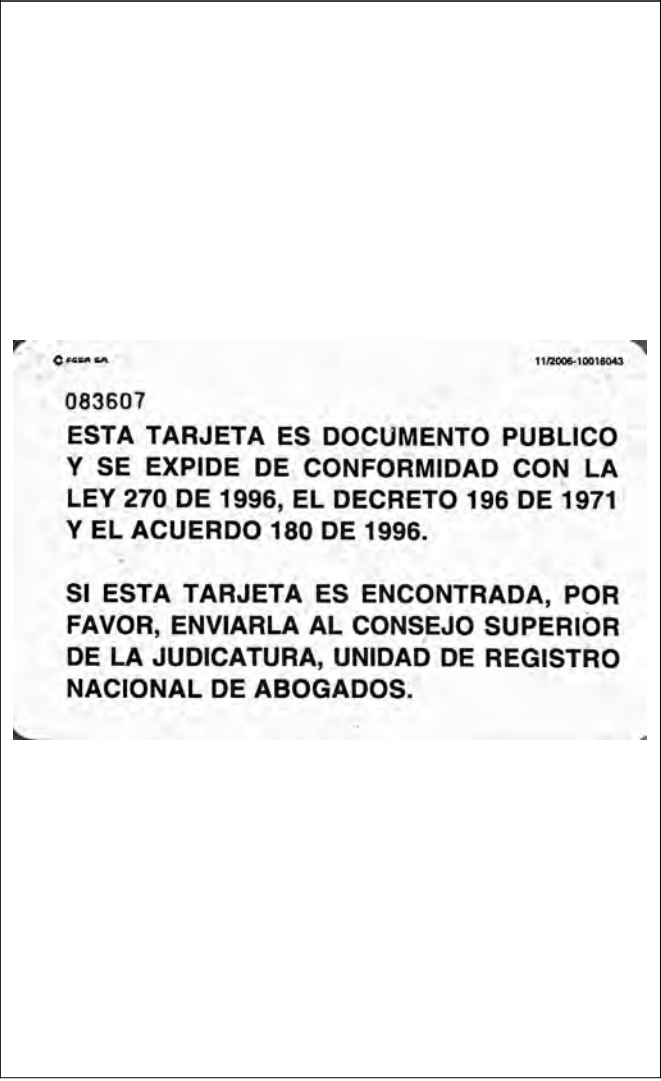 11/2006-10016043
083607
ESTA TARJETA ES DOCUMENTO PUBLICO
Y SE EXPIDE DE CONFORMIDAD CON LA
LEY 270 DE 1996, EL DECRETO 196 DE 1971
Y EL ACUERDO 180 DE 1996.
SI ESTA TARJETA ES ENCONTRADA, POR
FAVOR, ENVIARLA AL CONSEJO SUPERIOR
DE LA JUDICATURA, UNIDAD DE REGISTRO
NACIONAL DE ABOGADOS.